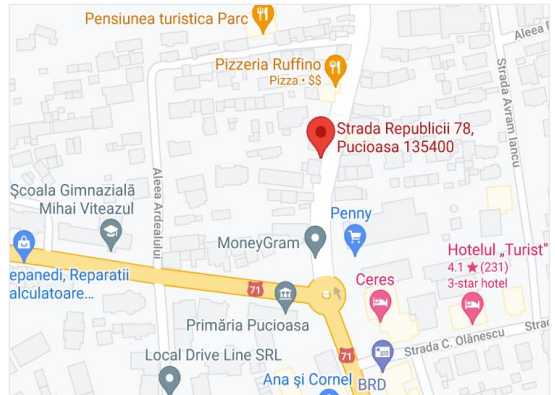 Pensiunea turistica Parc
Aleea
Pizzeria Ruffino
Pizza • $$
Strada Avram Iancu
Strada Republicii 78,
Pucioasa 135400
Aleea Ardealului
Școala Gimnazială
Mihai Viteazul
Penny
MoneyGram
Hotelul „Turist”
4.1 ★ (231)
3-star hotel
epanedi, Reparatii
alculatoare...
71
Ceres
Primăria Pucioasa
71
Strada C. Olănescu
Stra
Local Drive Line SRL
BRD
Ana și Cornel